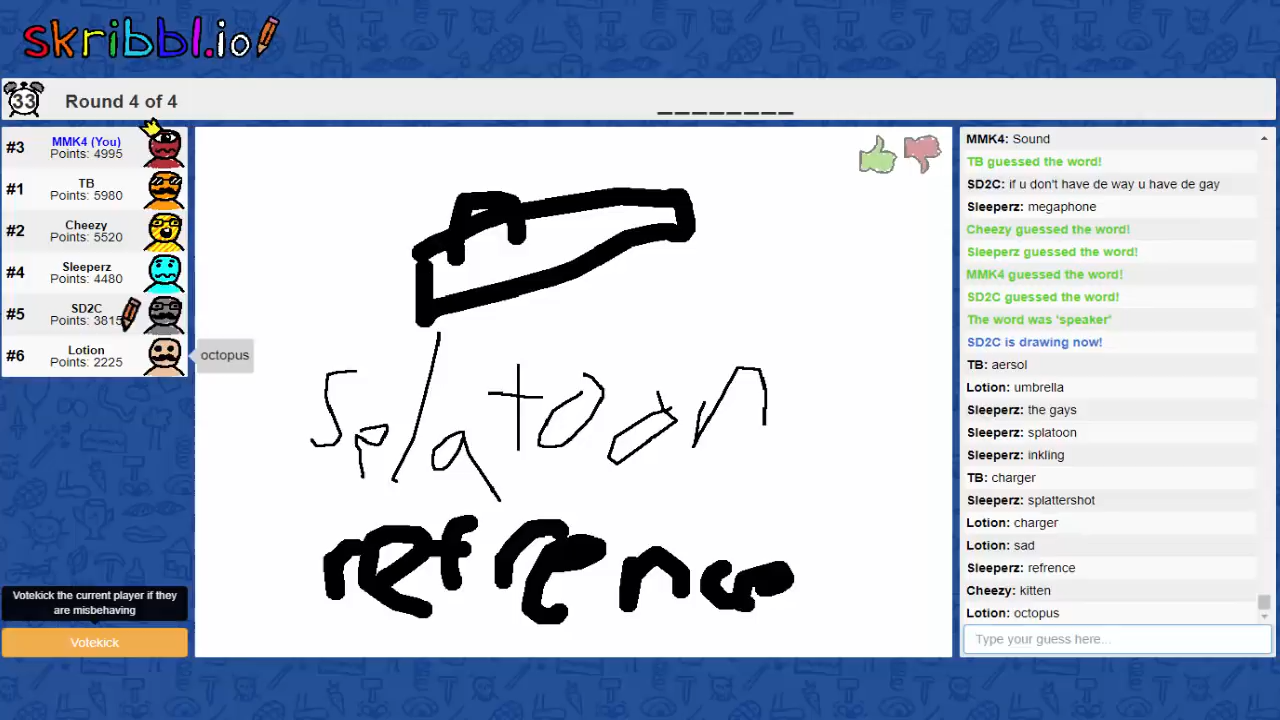 skribbl.io
33
Round 4 of 4
________
#3 MMK4 (You)
Points: 4995
#1 TB
Points: 5980
#2 Cheezy
Points: 5520
#4 Sleeperz
Points: 4480
#5 SD2C
Points: 3815
#6 Lotion
Points: 2225
octopus
Votekick the current player if they
are misbehaving
Votekick
splatoon
refrence
MMK4: Sound
TB guessed the word!
SD2C: if u don't have de way u have de gay
Sleeperz: megaphone
Cheezy guessed the word!
Sleeperz guessed the word!
MMK4 guessed the word!
SD2C guessed the word!
The word was 'speaker'
SD2C is drawing now!
TB: aersol
Lotion: umbrella
Sleeperz: the gays
Sleeperz: splatoon
Sleeperz: inkling
TB: charger
Sleeperz: splattershot
Lotion: charger
Lotion: sad
Sleeperz: refrence
Cheezy: kitten
Lotion: octopus
Type your guess here...